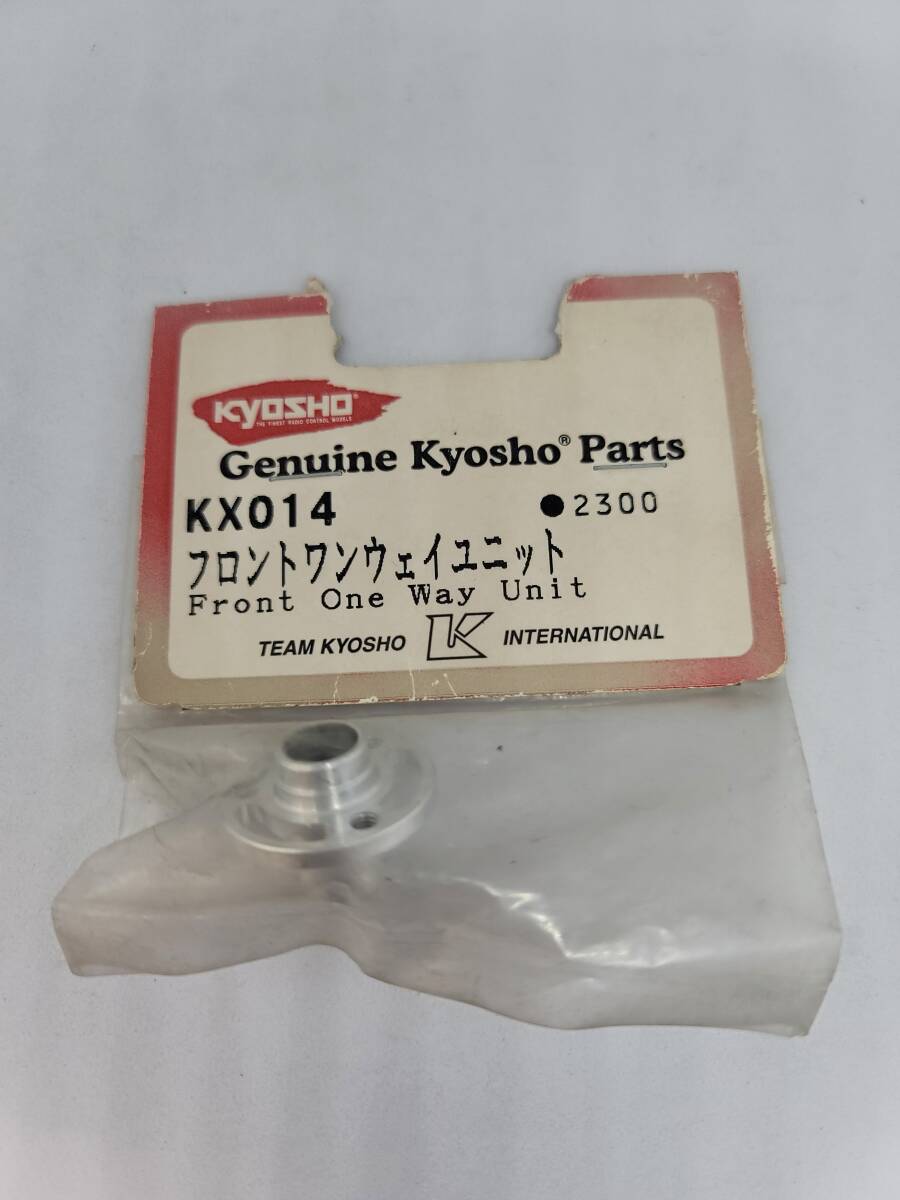 KYOSHO®
THE FINEST RADIO CONTROL MODELS
Genuine Kyosho® Parts
KX014 ●2300
フロントワンウェイユニット
Front One Way Unit
TEAM KYOSHO K INTERNATIONAL